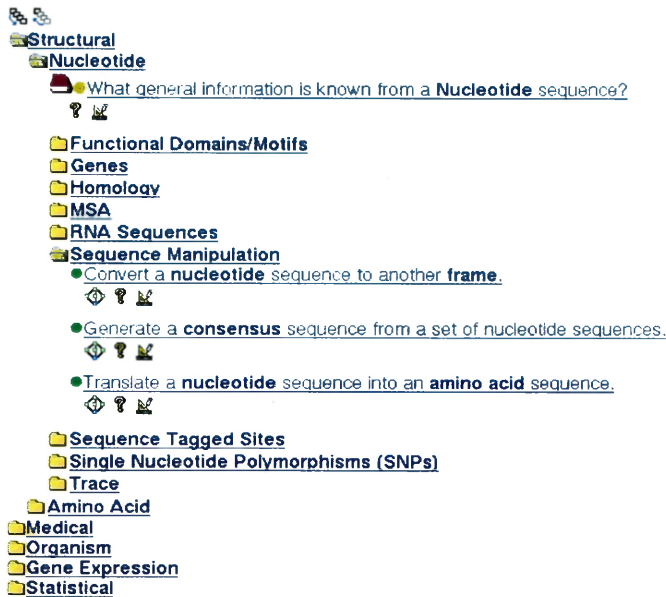 Structural
Nucleotide
What general information is known from a Nucleotide sequence?
Functional Domains/Motifs
Genes
Homology
MSA
RNA Sequences
Sequence Manipulation
Convert a nucleotide sequence to another frame.
Generate a consensus sequence from a set of nucleotide sequences.
Translate a nucleotide sequence into an amino acid sequence.
Sequence Tagged Sites
Single Nucleotide Polymorphisms (SNPs)
Trace
Amino Acid
Medical
Organism
Gene Expression
Statistical